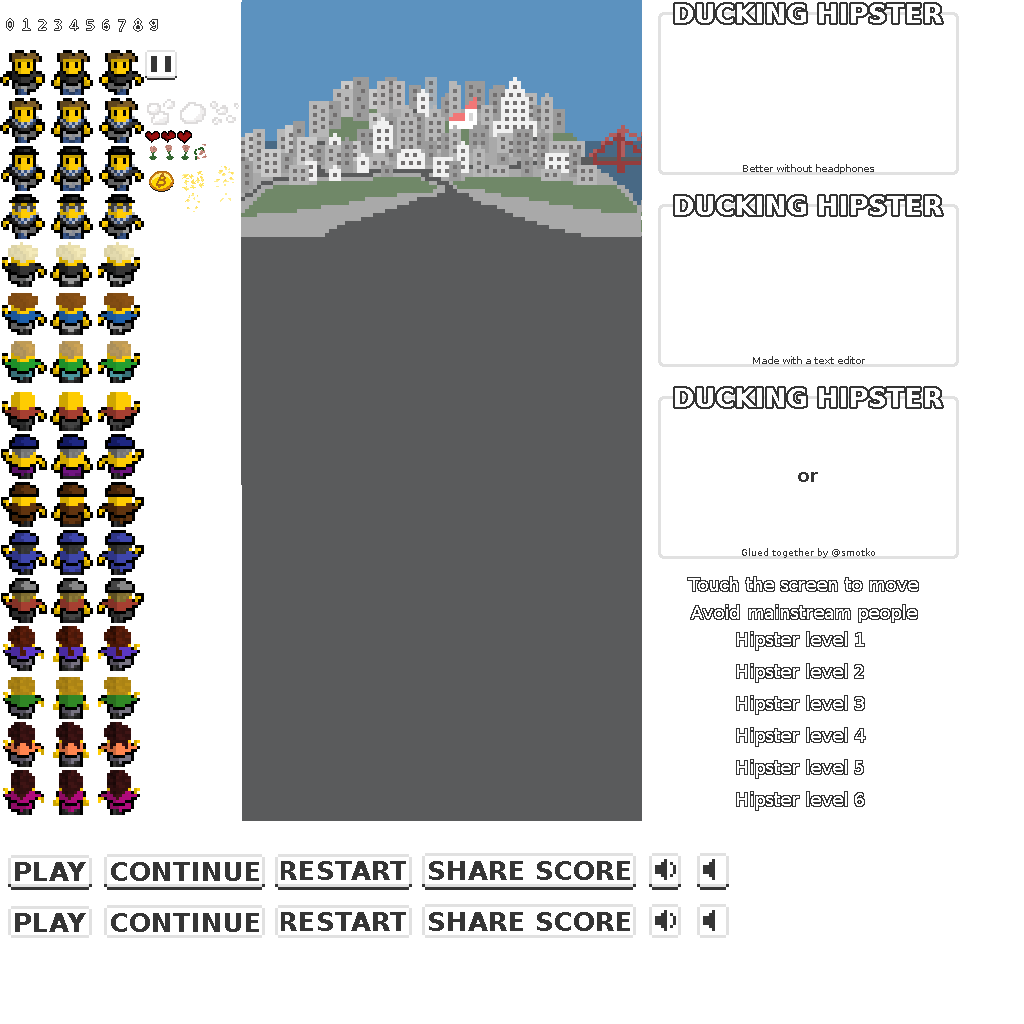 0 1 2 3 4 5 6 7 8 9
DUCKING HIPSTER
Better without headphones
DUCKING HIPSTER
Made with a text editor
DUCKING HIPSTER
or
Glued together by @smotko
Touch the screen to move
Avoid mainstream people
Hipster level 1
Hipster level 2
Hipster level 3
Hipster level 4
Hipster level 5
Hipster level 6
PLAY CONTINUE RESTART SHARE SCORE
PLAY CONTINUE RESTART SHARE SCORE